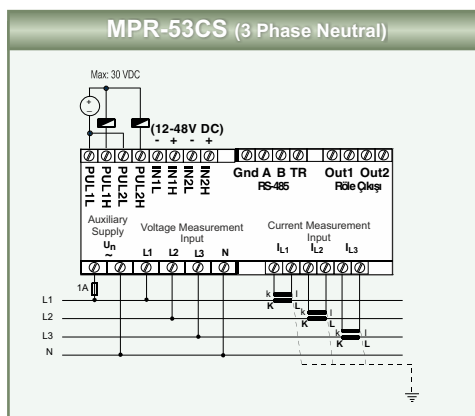 MPR-53CS (3 Phase Neutral)
Max: 30 VDC
+
-
(12-48V DC)
- + - +
PUL1L PUL1H PUL2L PUL2H IN1L IN1H IN2L IN2H
Gnd A B TR
RS-485
Out1 Out2
Röle Çıkışı
Auxiliary
Supply
Un
~
Voltage Measurement
Input
L1 L2 L3 N
Current Measurement
Input
IL1 IL2 IL3
1A
L1
L2
L3
N
k l
K L
k l
K L
k l
K L